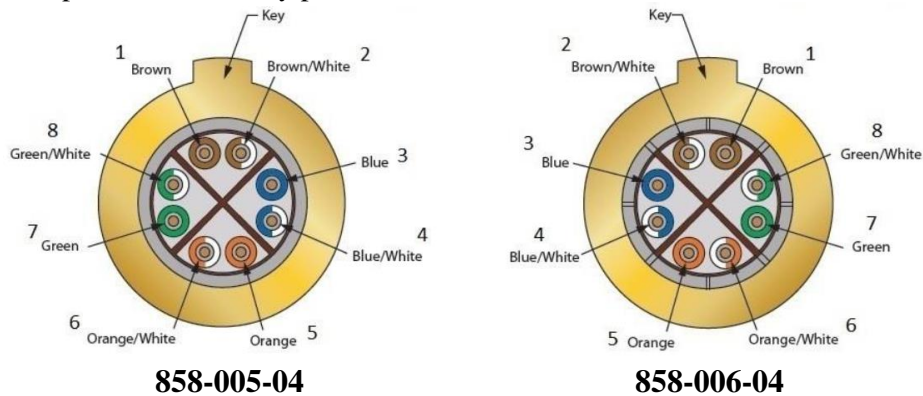 Key
1
Brown
2
Brown/White
8
Green/White
Blue
3
7
Green
4
Blue/White
6
Orange/White
Orange
5
858-005-04
Key
2
Brown/White
1
Brown
3
Blue
8
Green/White
4
Blue/White
7
Green
5
Orange
6
Orange/White
858-006-04